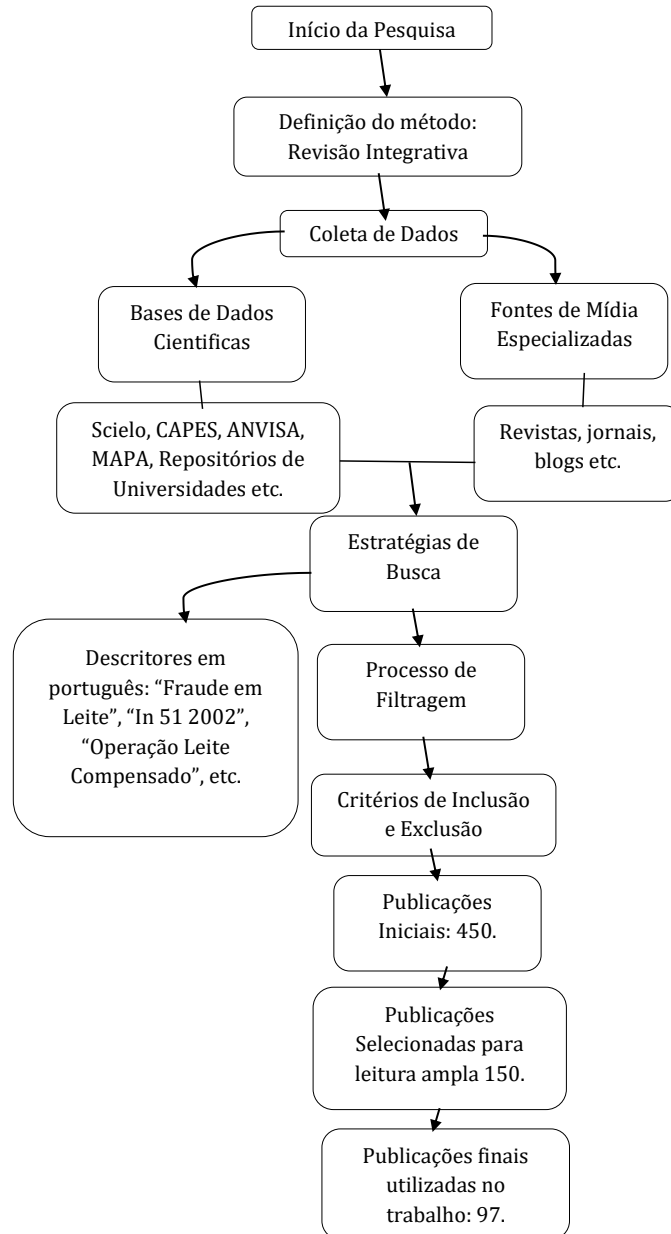 Início da Pesquisa
Definição do método:
Revisão Integrativa
Coleta de Dados
Bases de Dados
Cientificas
Fontes de Mídia
Especializadas
Scielo, CAPES, ANVISA,
MAPA, Repositórios de
Universidades etc.
Revistas, jornais,
blogs etc.
Estratégias de
Busca
Descritores em
português: “Fraude em
Leite”, “In 51 2002”,
“Operação Leite
Compensado”, etc.
Processo de
Filtragem
Critérios de Inclusão
e Exclusão
Publicações
Iniciais: 450.
Publicações
Selecionadas para
leitura ampla 150.
Publicações finais
utilizadas no
trabalho: 97.